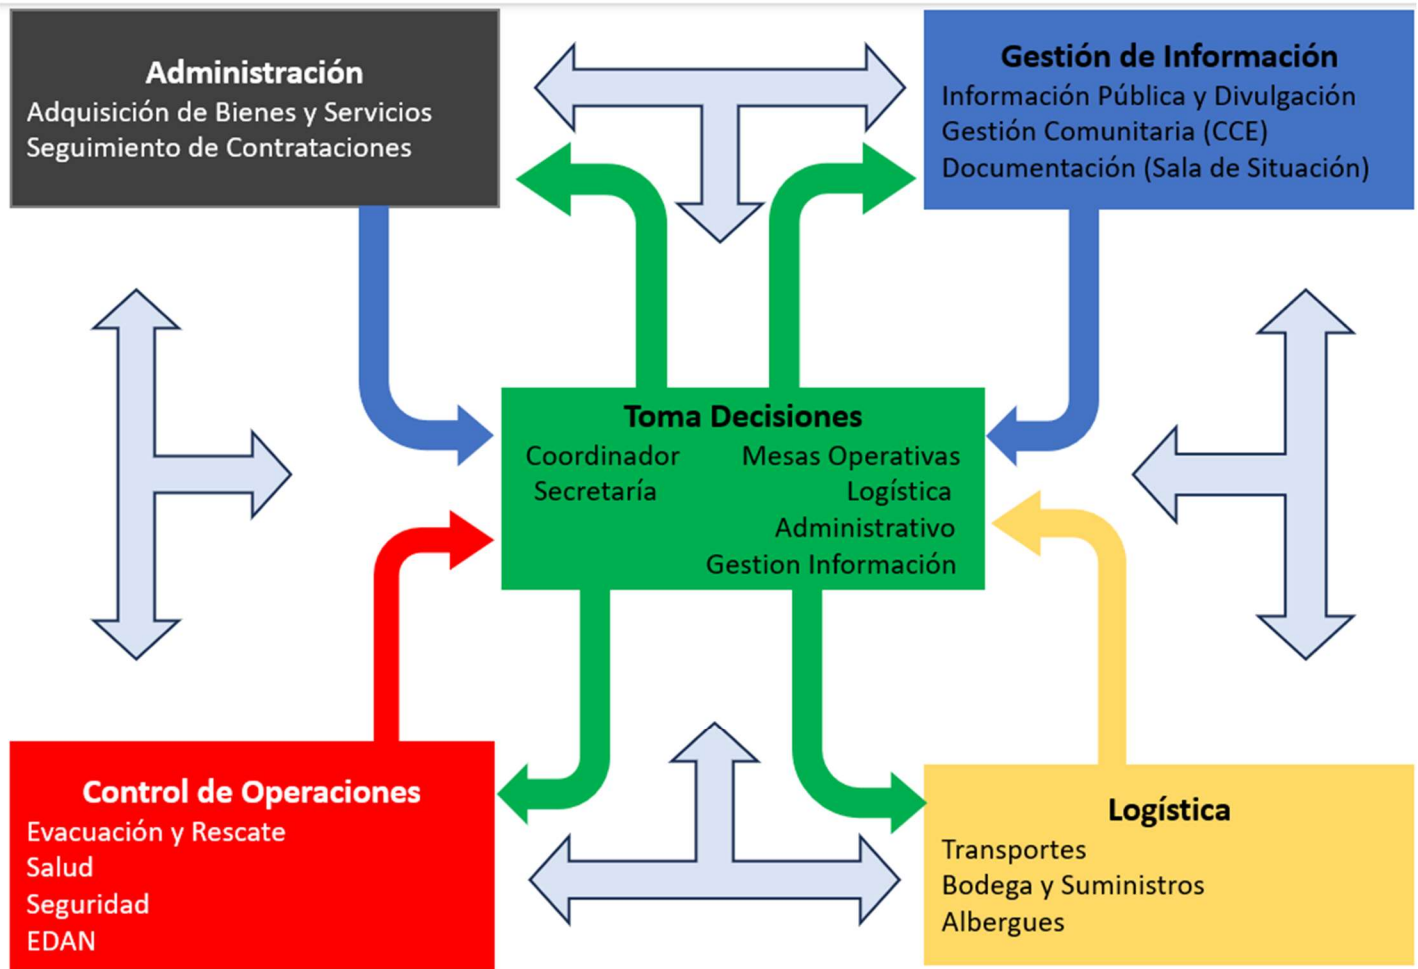 Administración
Adquisición de Bienes y Servicios
Seguimiento de Contrataciones
Gestión de Información
Información Pública y Divulgación
Gestión Comunitaria (CCE)
Documentación (Sala de Situación)
Toma Decisiones
Coordinador
Secretaría
Mesas Operativas
Logística
Administrativo
Gestion Información
Control de Operaciones
Evacuación y Rescate
Salud
Seguridad
EDAN
Logística
Transportes
Bodega y Suministros
Albergues